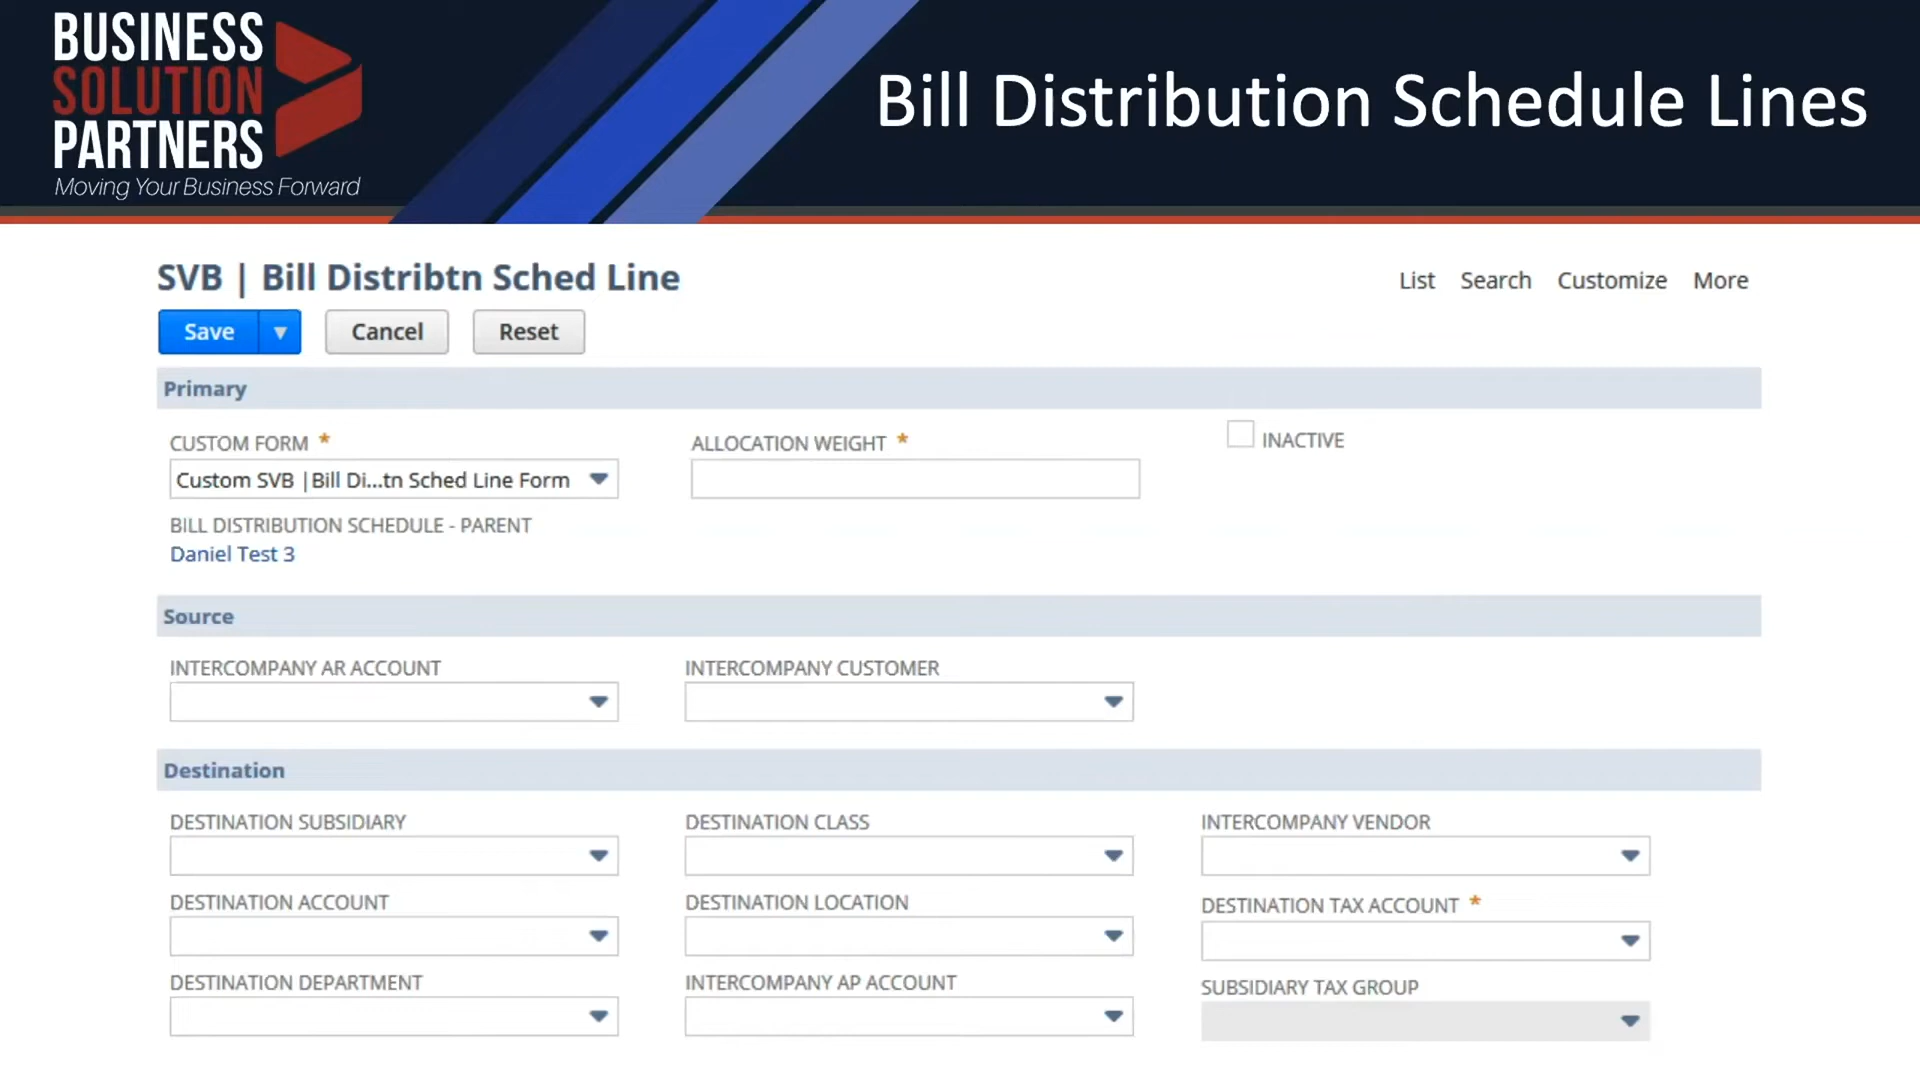 BUSINESS
SOLUTION
PARTNERS
Moving Your Business Forward
Bill Distribution Schedule Lines
SVB | Bill Distribtn Sched Line
List Search Customize More
Save Cancel Reset
Primary
CUSTOM FORM *
Custom SVB |Bill Di...tn Sched Line Form
ALLOCATION WEIGHT *
INACTIVE
BILL DISTRIBUTION SCHEDULE - PARENT
Daniel Test 3
Source
INTERCOMPANY AR ACCOUNT
INTERCOMPANY CUSTOMER
Destination
DESTINATION SUBSIDIARY
DESTINATION CLASS
INTERCOMPANY VENDOR
DESTINATION ACCOUNT
DESTINATION LOCATION
DESTINATION TAX ACCOUNT *
DESTINATION DEPARTMENT
INTERCOMPANY AP ACCOUNT
SUBSIDIARY TAX GROUP